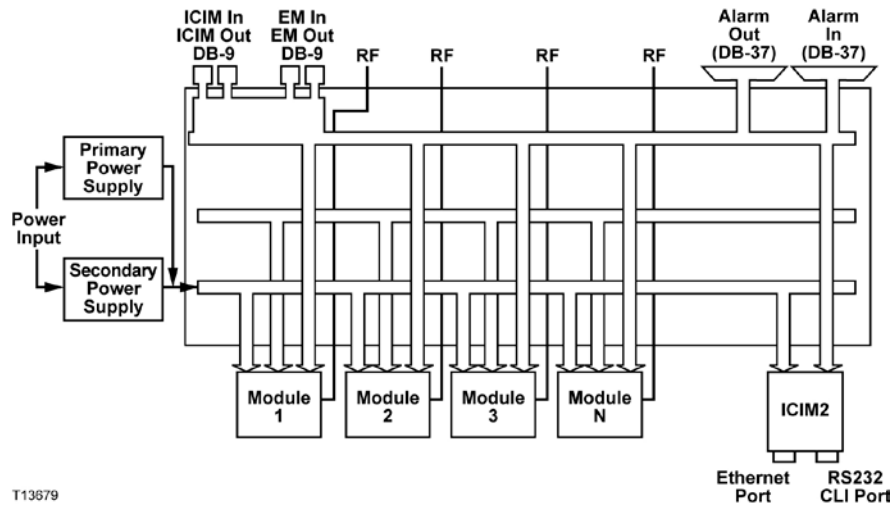 ICIM In
ICIM Out
DB-9
EM In
EM Out
DB-9
RF
RF
RF
RF
Alarm
Out
(DB-37)
Alarm
In
(DB-37)
Primary
Power
Supply
Power
Input
Secondary
Power
Supply
Module
1
Module
2
Module
3
Module
N
ICIM2
Ethernet
Port
RS232
CLI Port
T13679